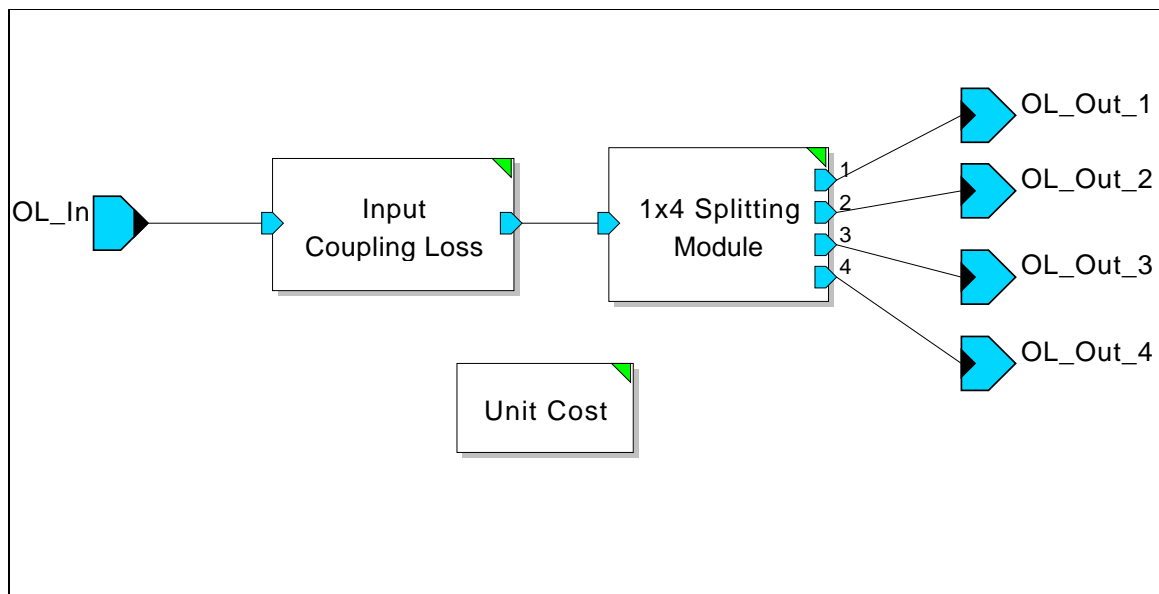 OL_In
Input
Coupling Loss
1x4 Splitting
Module
1
2
3
4
OL_Out_1
OL_Out_2
OL_Out_3
OL_Out_4
Unit Cost